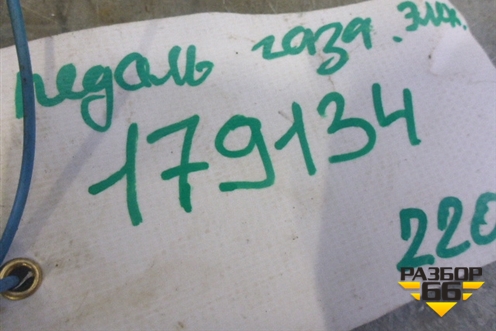 педаль газа. элек.
179134
220
РАЗБОР
66